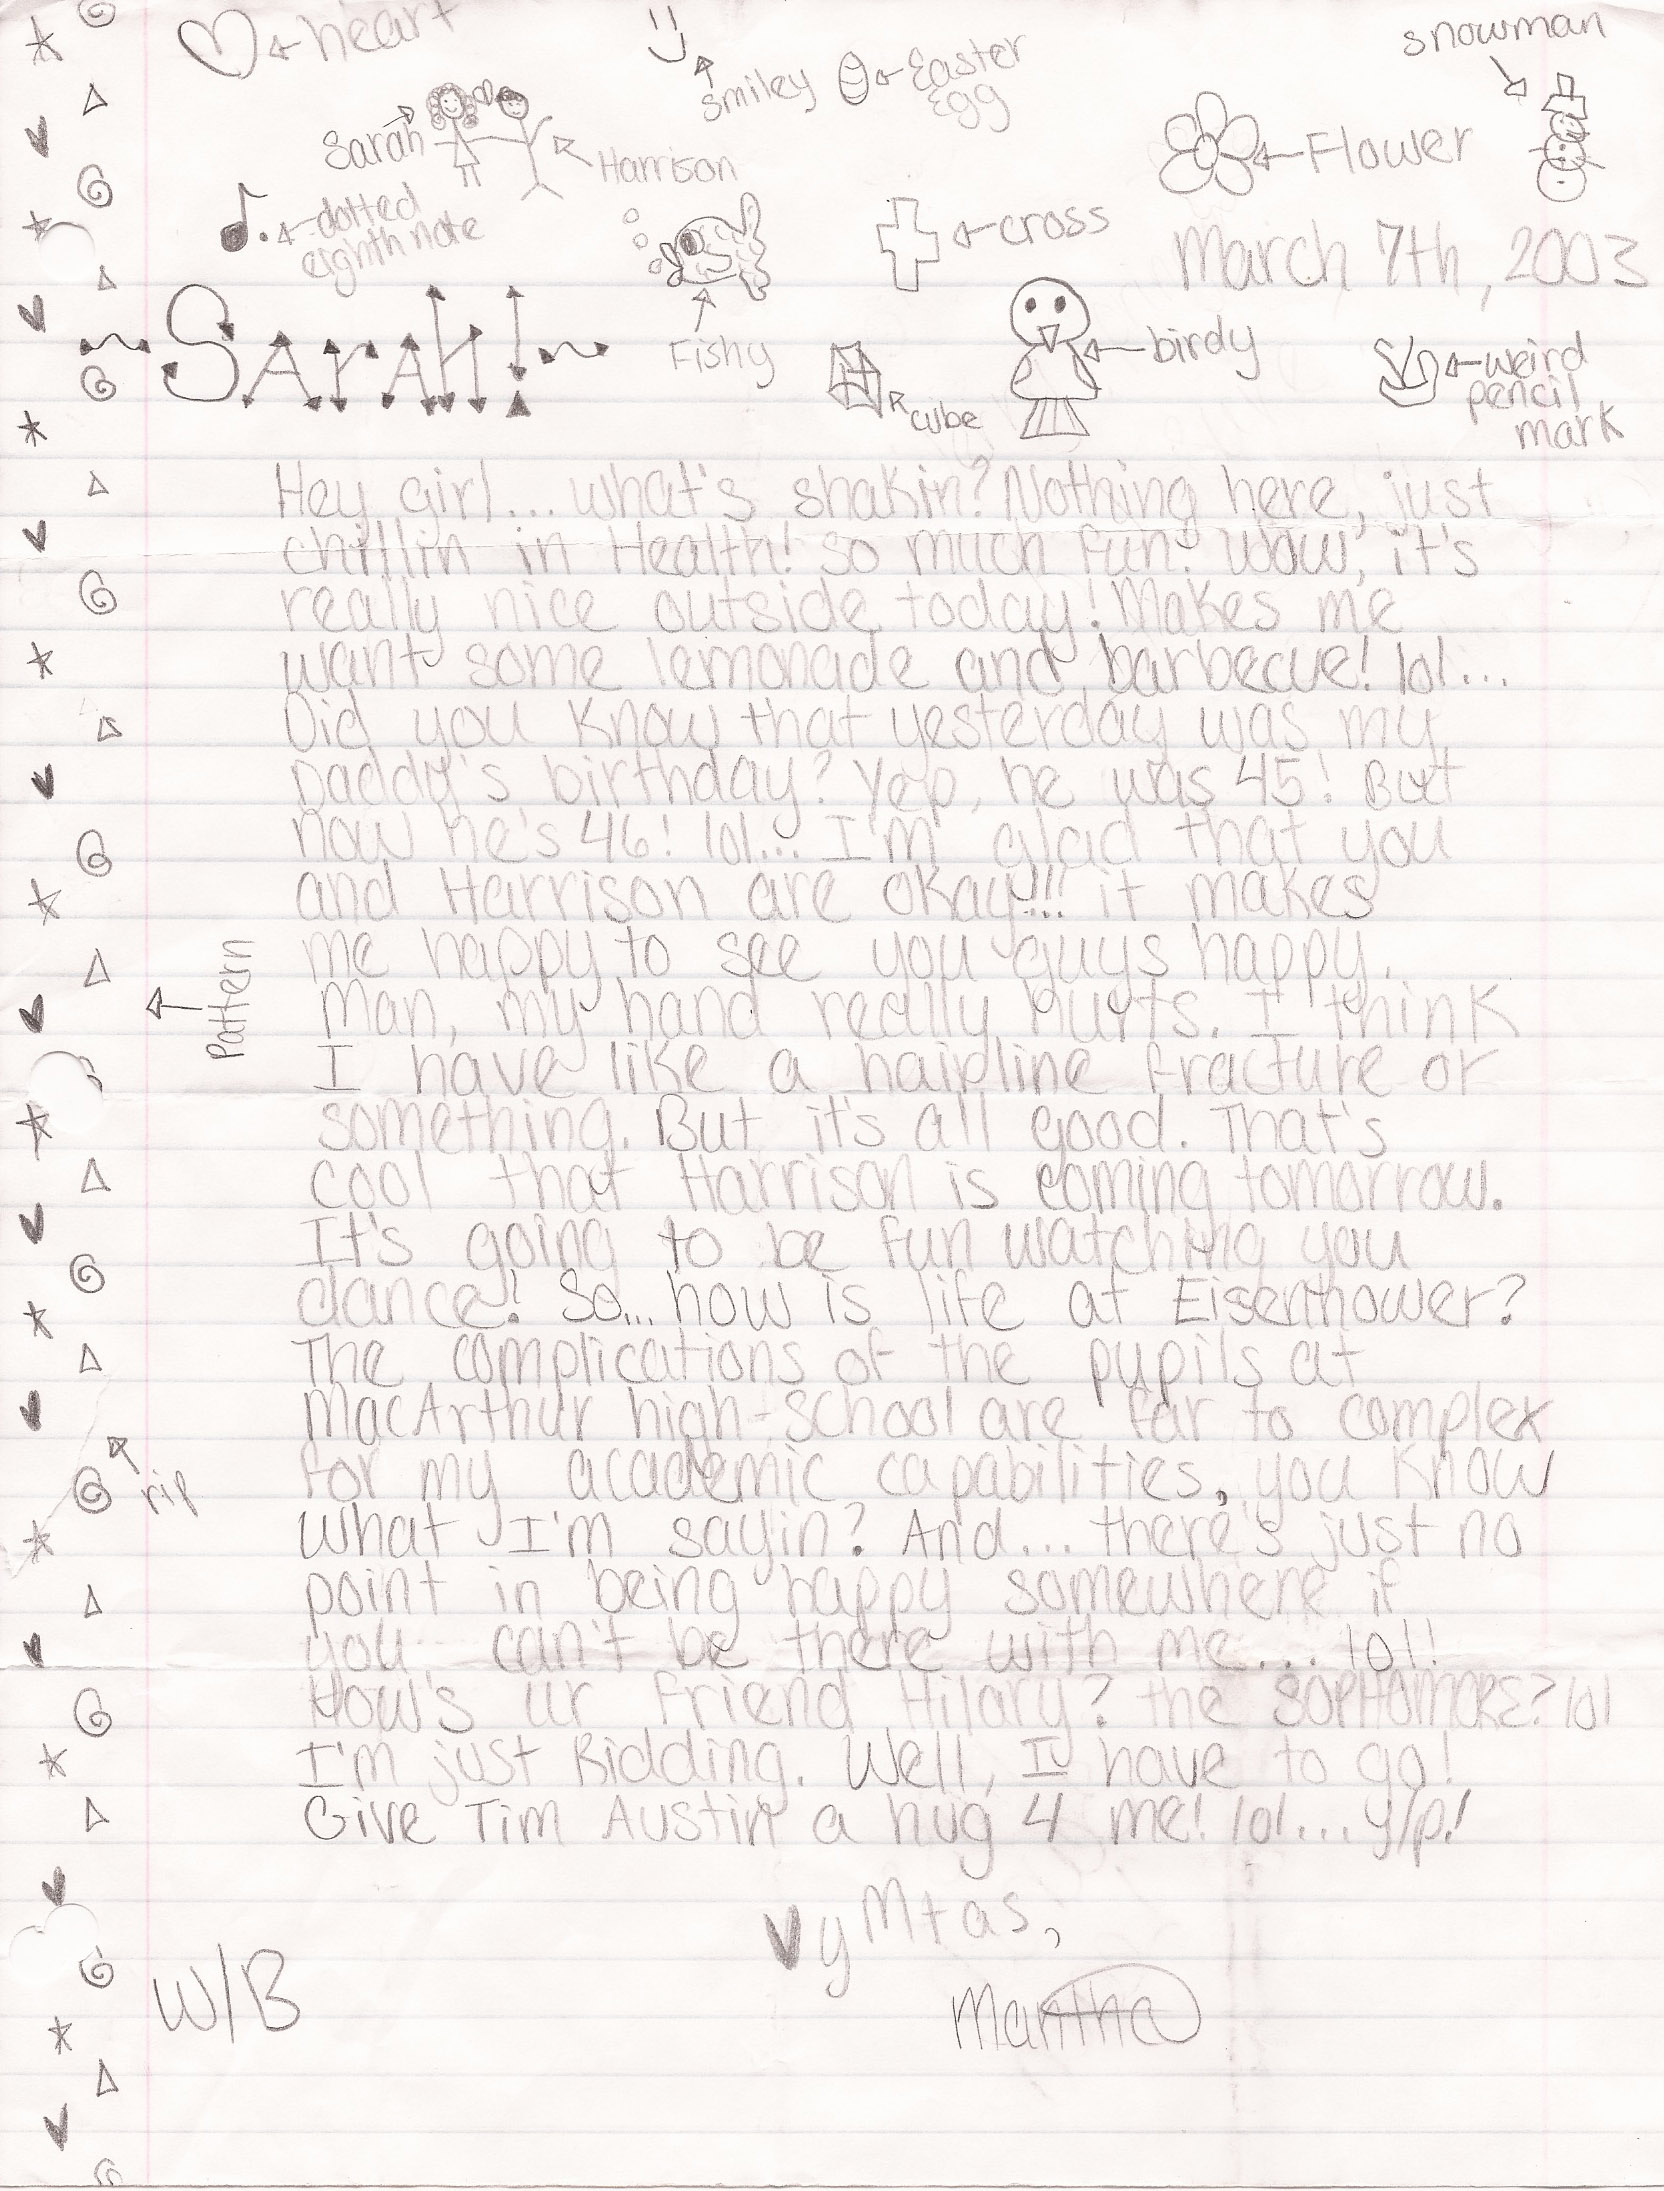 heart
smiley
Easter
Egg
snowman
Sarah
Harrison
Flower
dotted
eighth note
cross
March 7th, 2003
~SArAH!~
Fishy
cube
birdy
weird
pencil
mark
Hey girl... what's shakin? Nothing here, just
chillin in Health! So much fun. Wow, it's
really nice outside today! Makes me
want some lemonade and barbecue! lol...
Did you know that yesterday was my
Daddy's birthday? Yep, he was 45! But
now he's 46! lol... I'm glad that you
and Harrison are okay!!! it makes
me happy to see you guys happy.
Man, my hand really hurts. I think
I have like a hairline fracture or
something. But it's all good. That's
cool that Harrison is coming tomorrow.
It's going to be fun watching you
dance! So... how is life at Eisenhower?
The complications of the pupils at
MacArthur high-school are far to complex
for my academic capabilities, you know
what I'm sayin? And... there's just no
point in being happy somewhere if
you can't be there with me... lol!
How's ur friend Hilary? the SOPHOMORE? lol
I'm just Kidding. Well, I have to go!
Give Tim Austin a hug 4 me! lol... j/p!
Pattern
rip
♥ y Mtas,
W/B
Mantha